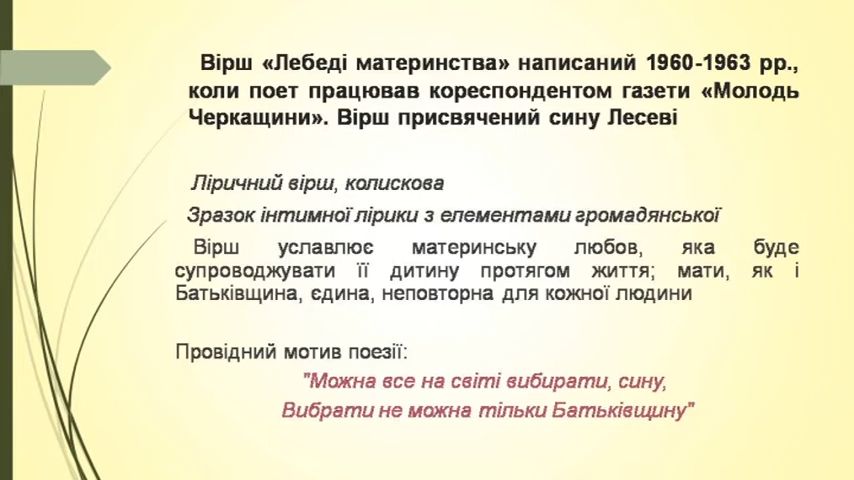 Вірш «Лебеді материнства» написаний 1960-1963 рр.,
коли поет працював кореспондентом газети «Молодь
Черкащини». Вірш присвячений сину Лесеві
Ліричний вірш, колискова
Зразок інтимної лірики з елементами громадянської
Вірш уславлює материнську любов, яка буде
супроводжувати її дитину протягом життя; мати, як і
Батьківщина, єдина, неповторна для кожної людини
Провідний мотив поезії:
"Можна все на світі вибирати, сину,
Вибрати не можна тільки Батьківщину"